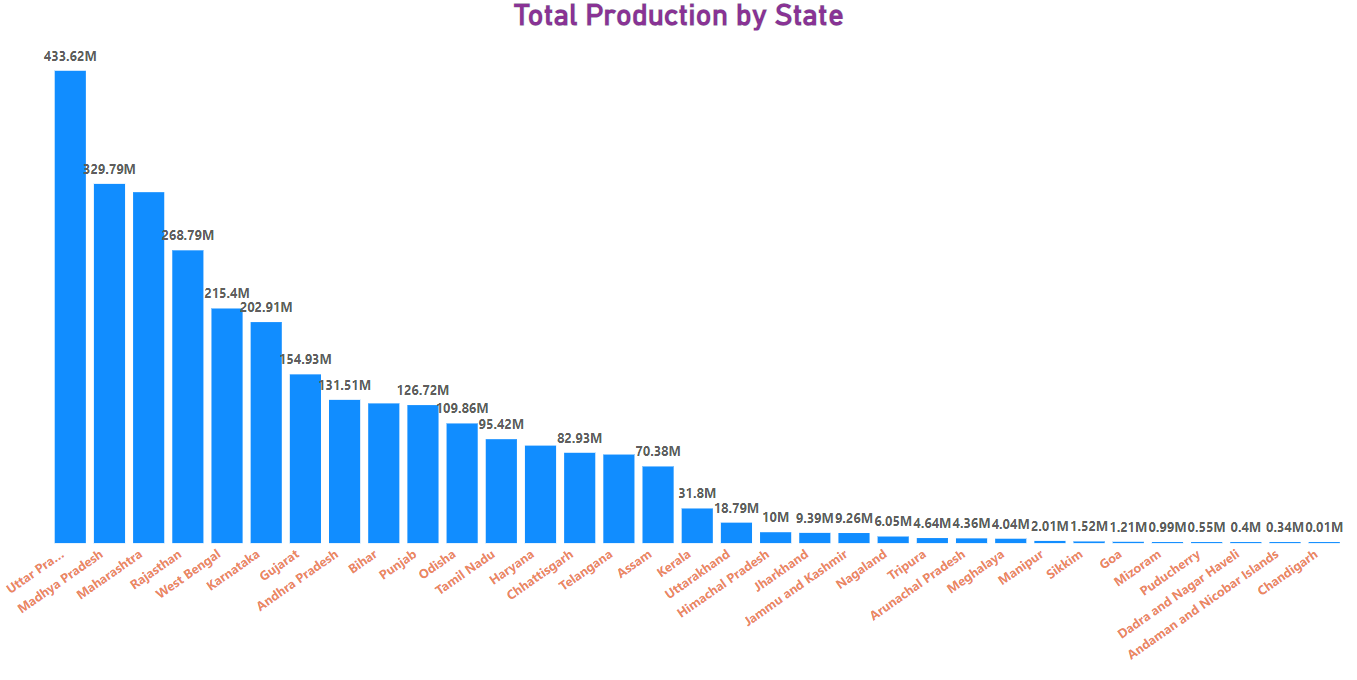 Total Production by State
433.62M
329.79M
268.79M
215.4M
202.91M
154.93M
131.51M
126.72M
109.86M
95.42M
82.93M
70.38M
31.8M
18.79M
10M
9.39M
9.26M
6.05M
4.64M
4.36M
4.04M
2.01M
1.52M
1.21M
0.99M
0.55M
0.4M
0.34M
0.01M
Uttar Pra...
Madhya Pradesh
Maharashtra
Rajasthan
West Bengal
Karnataka
Gujarat
Andhra Pradesh
Bihar
Punjab
Odisha
Tamil Nadu
Haryana
Chhattisgarh
Telangana
Assam
Kerala
Uttarakhand
Himachal Pradesh
Jharkhand
Jammu and Kashmir
Nagaland
Tripura
Arunachal Pradesh
Meghalaya
Manipur
Sikkim
Goa
Mizoram
Puducherry
Dadra and Nagar Haveli
Andaman and Nicobar Islands
Chandigarh